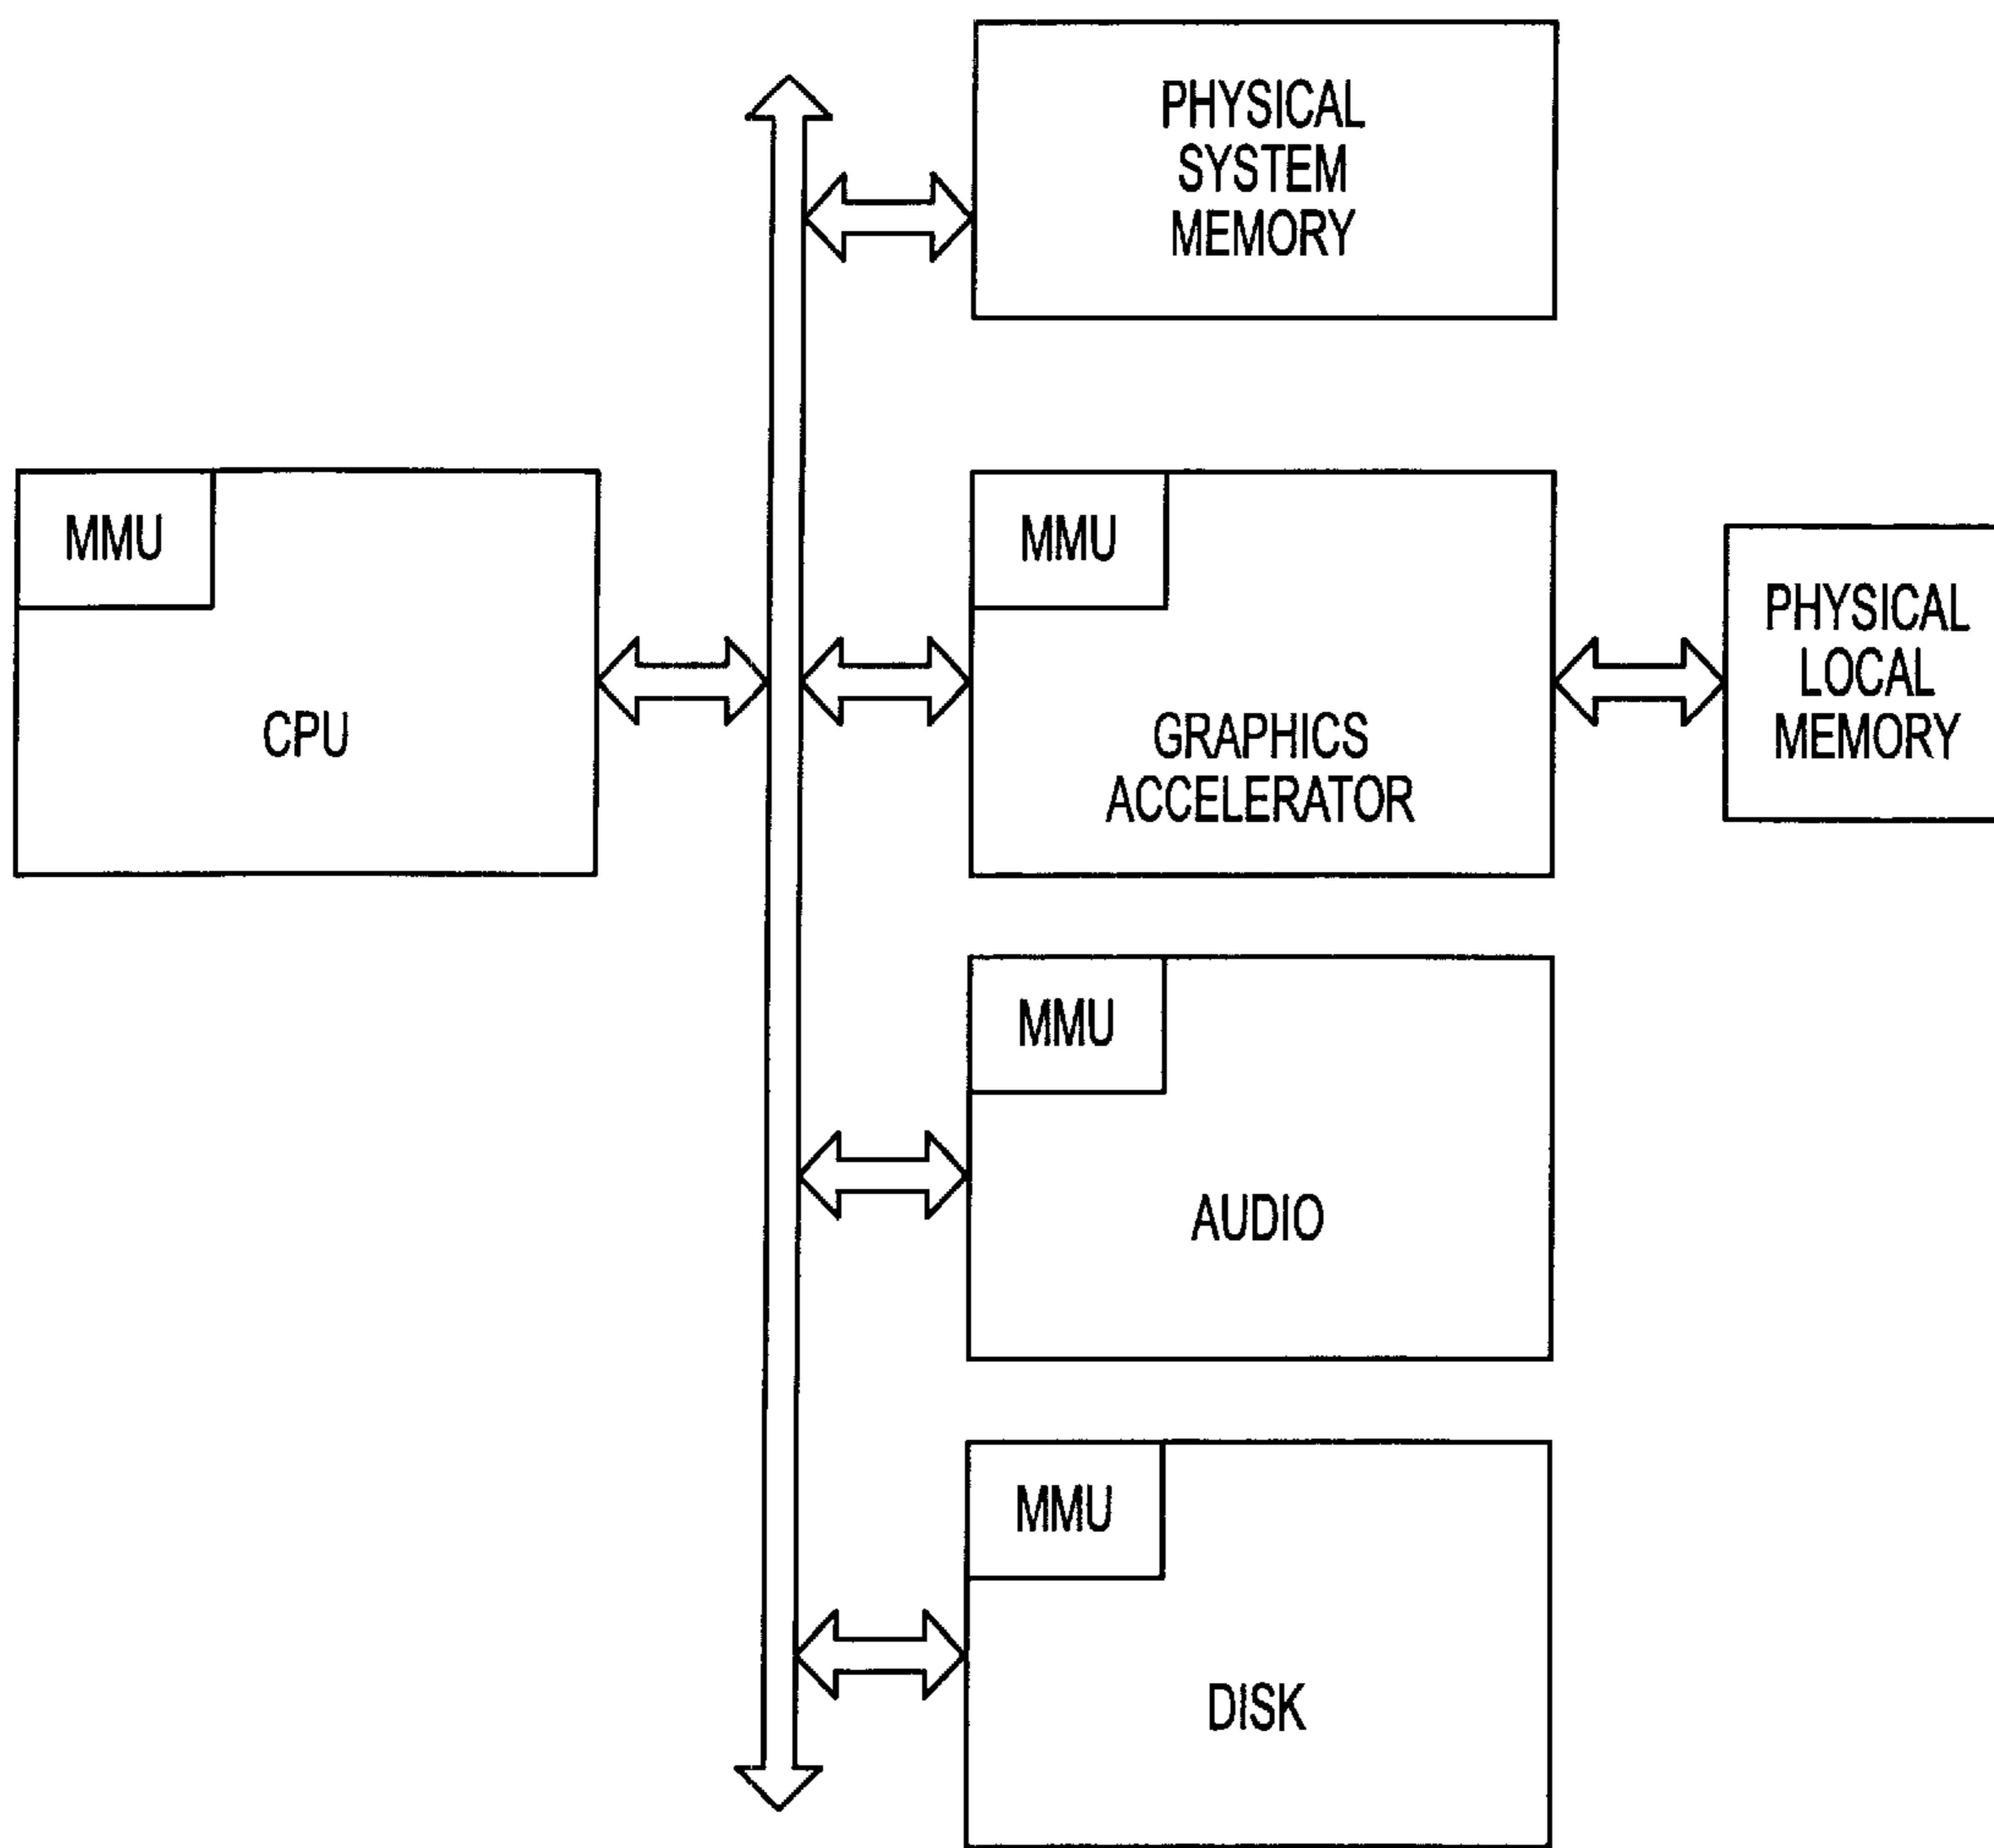 PHYSICAL
SYSTEM
MEMORY
MMU
CPU
MMU
GRAPHICS
ACCELERATOR
PHYSICAL
LOCAL
MEMORY
MMU
AUDIO
MMU
DISK